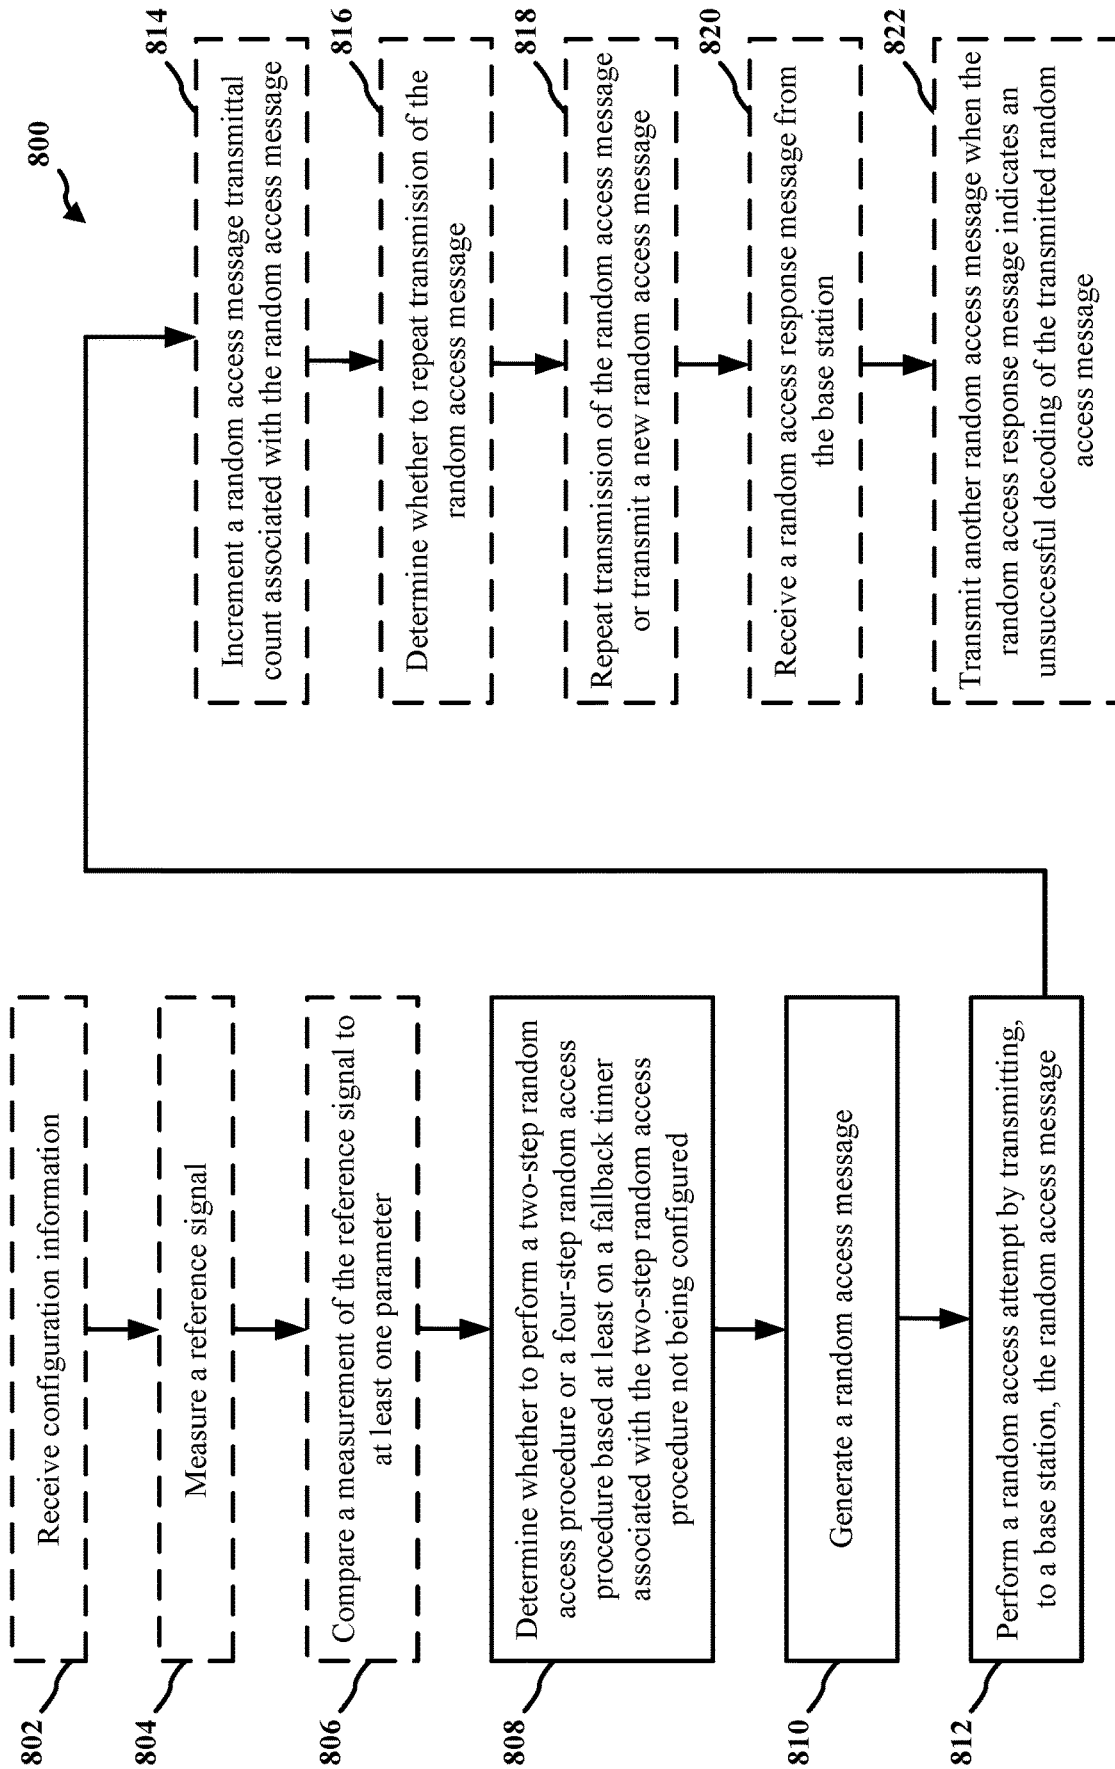 800
802
Receive configuration information
804
Measure a reference signal
806
Compare a measurement of the reference signal to
at least one parameter
808
Determine whether to perform a two-step random
access procedure or a four-step random access
procedure based at least on a fallback timer
associated with the two-step random access
procedure not being configured
810
Generate a random access message
812
Perform a random access attempt by transmitting,
to a base station, the random access message
814
Increment a random access message transmittal
count associated with the random access message
816
Determine whether to repeat transmission of the
random access message
818
Repeat transmission of the random access message
or transmit a new random access message
820
Receive a random access response message from
the base station
822
Transmit another random access message when the
random access response message indicates an
unsuccessful decoding of the transmitted random
access message